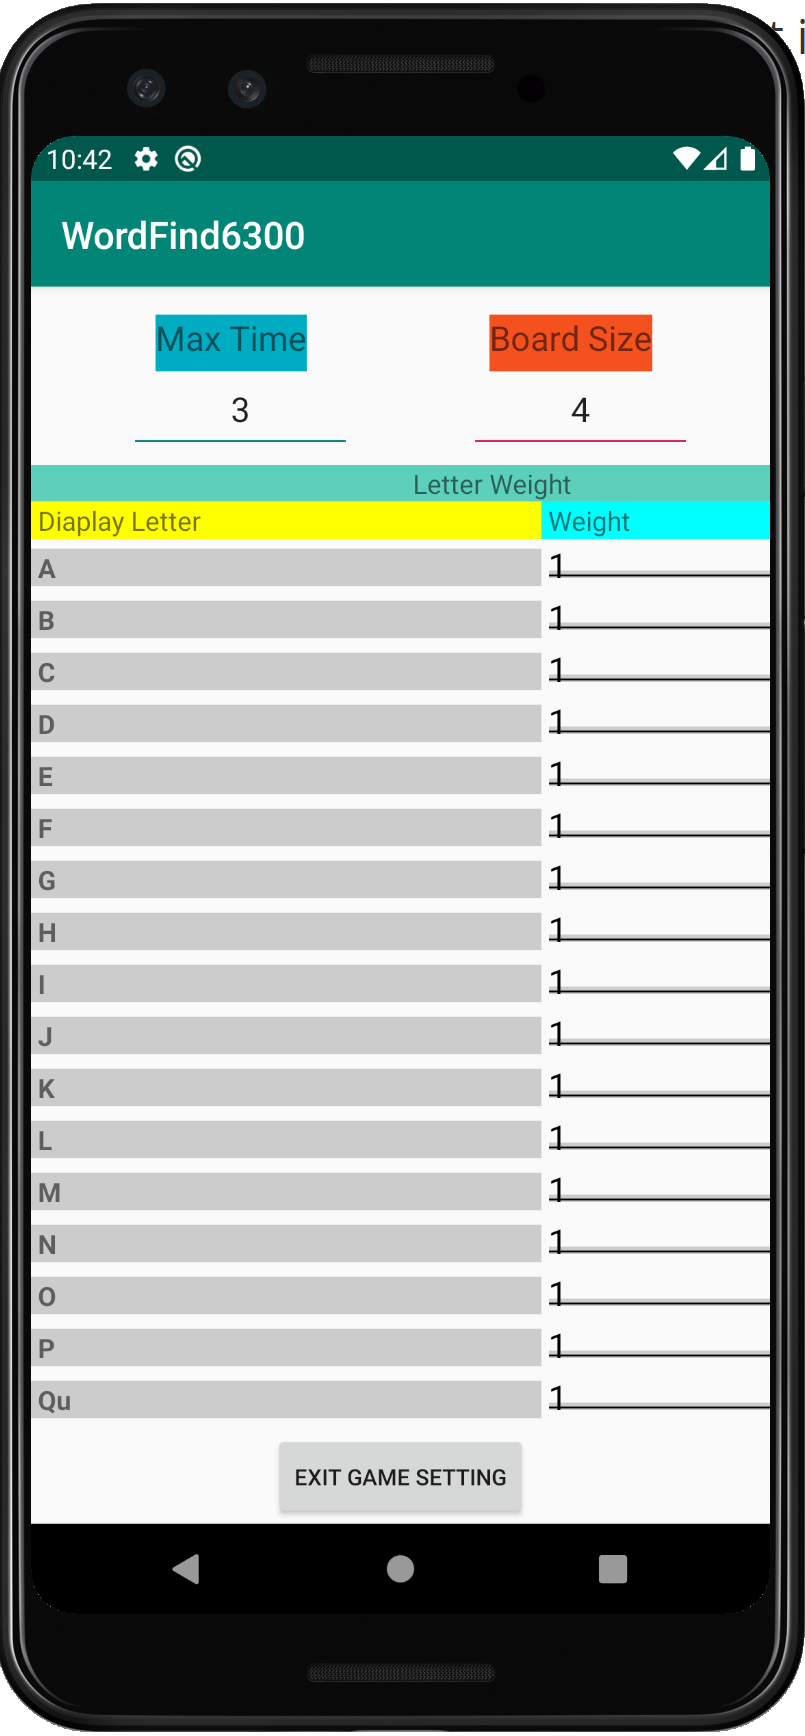 t i
10:42
WordFind6300
Max Time Board Size
3 4
Letter Weight
Diaplay Letter Weight
A 1
B 1
C 1
D 1
E 1
F 1
G 1
H 1
I 1
J 1
K 1
L 1
M 1
N 1
O 1
P 1
Qu 1
EXIT GAME SETTING